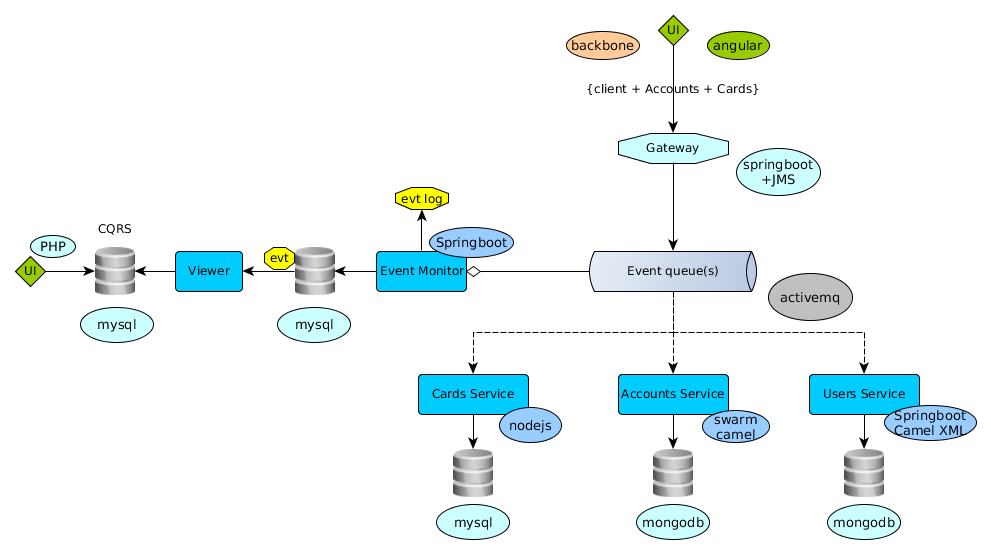 UI
backbone
angular
{client + Accounts + Cards}
Gateway
springboot
+JMS
evt log
CQRS
PHP
Springboot
UI
evt
Viewer
Event Monitor
Event queue(s)
activemq
mysql
mysql
Cards Service
Accounts Service
Users Service
nodejs
swarm
camel
Springboot
Camel XML
mysql
mongodb
mongodb